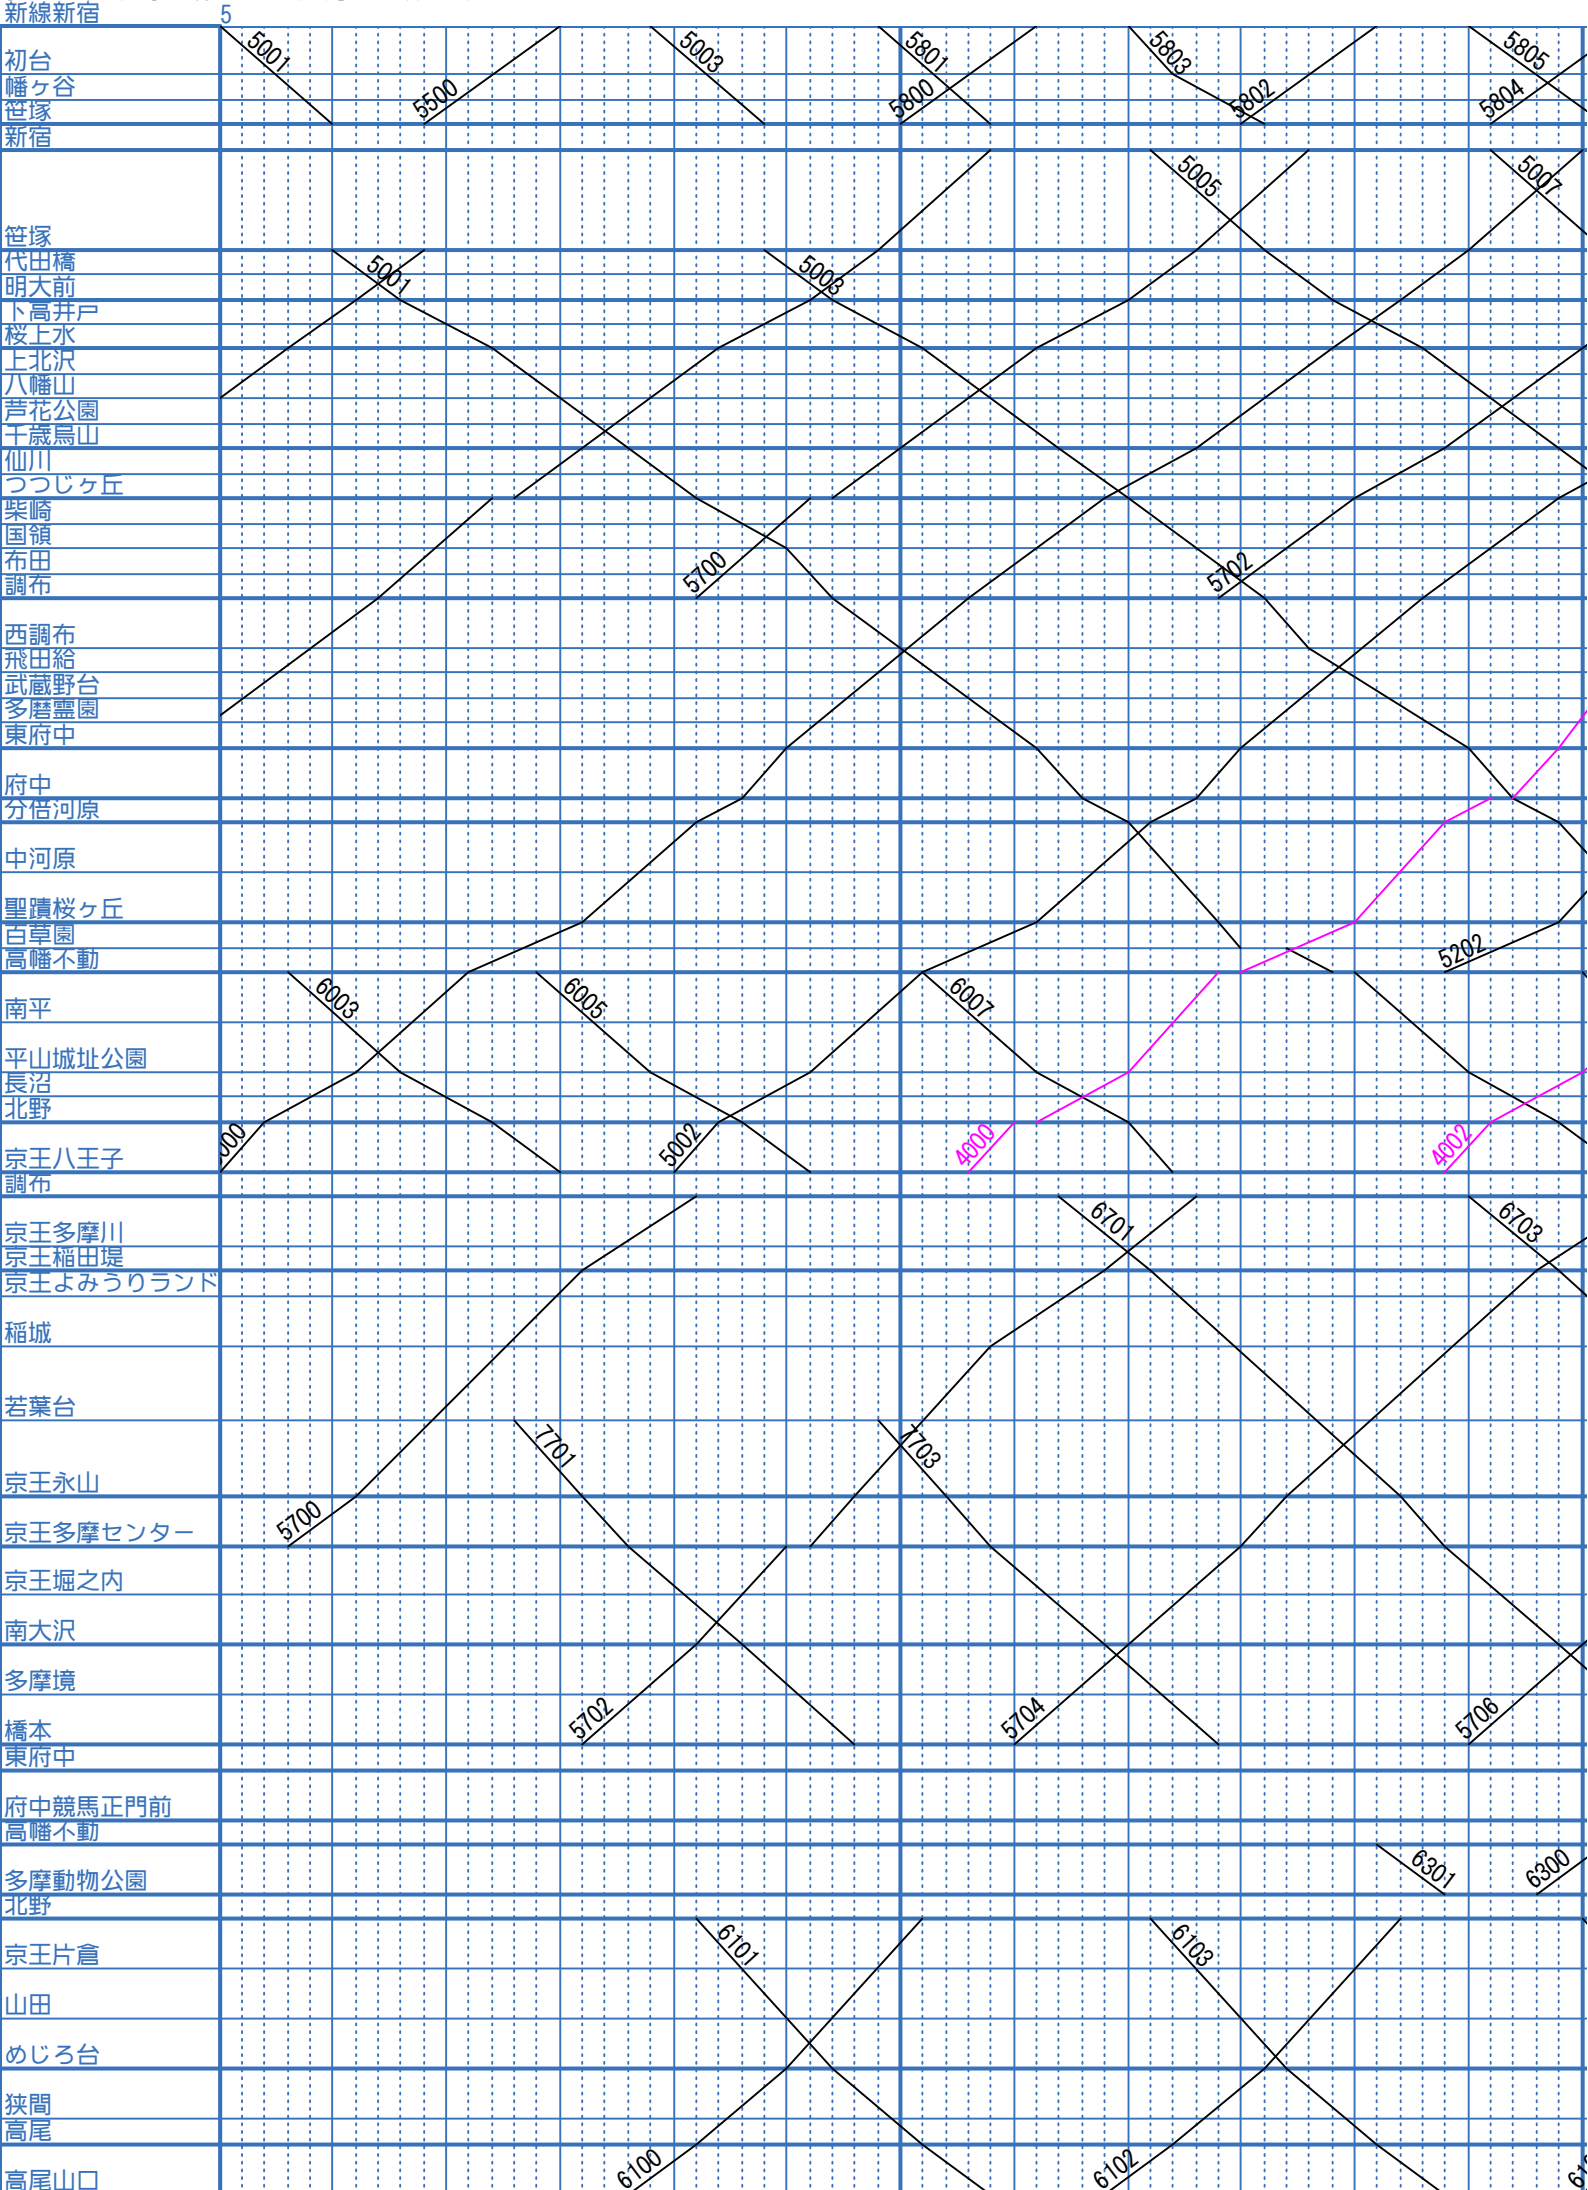 新線新宿 5
初台 5001 5003 5801 5803 5805
幡ヶ谷 5500 5800 5802 5804
笹塚
新宿
5005 5007
笹塚
代田橋 5001 5003
明大前
下高井戸
桜上水
上北沢
八幡山
芦花公園
千歳烏山
仙川
つつじヶ丘
柴崎
国領
布田 5700 5702
調布
西調布
飛田給
武蔵野台
多磨霊園
東府中
府中
分倍河原
中河原
聖蹟桜ヶ丘
百草園
高幡不動 5202
南平 6003 6005 6007
平山城址公園
長沼
北野
京王八王子 000 5002 4000 4002
調布
京王多摩川 6701 6703
京王稲田堤
京王よみうりランド
稲城
若葉台
7701 7703
京王永山
京王多摩センター 5700
京王堀之内
南大沢
多摩境
橋本 5702 5704 5706
東府中
府中競馬正門前
高幡不動
多摩動物公園 6301 6300
北野
京王片倉 6101 6103
山田
めじろ台
狭間
高尾
高尾山口 6100 6102